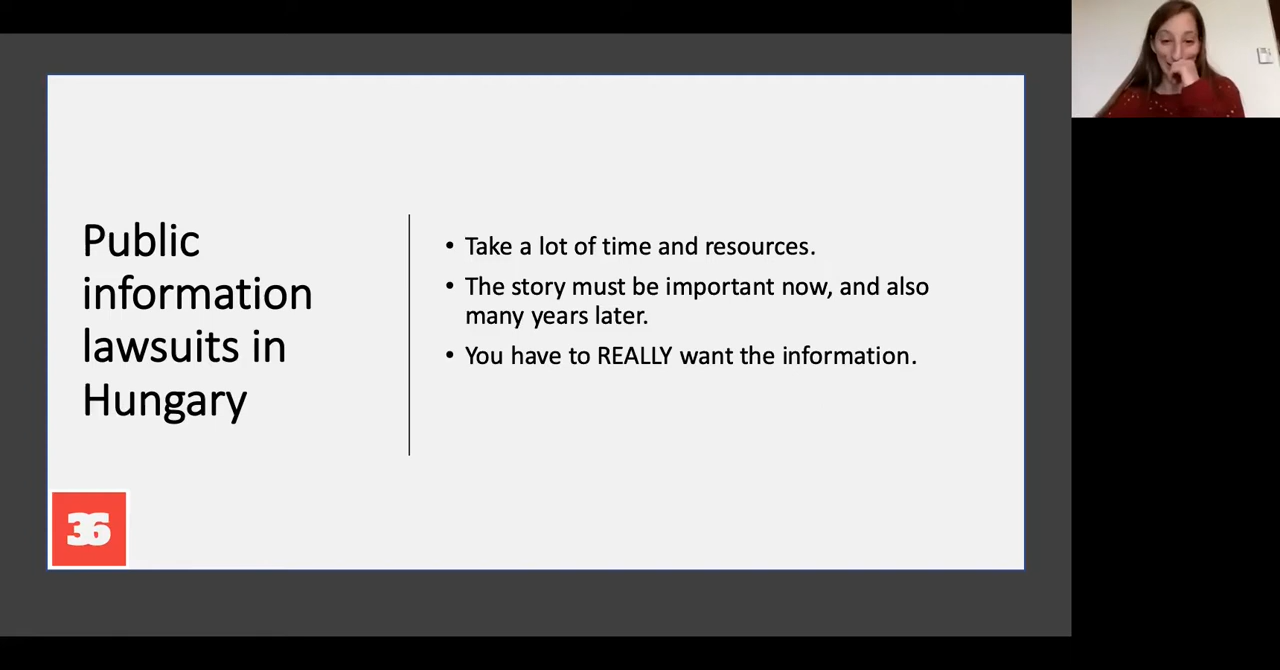 Public
information
lawsuits in
Hungary
• Take a lot of time and resources.
• The story must be important now, and also
many years later.
• You have to REALLY want the information.
36